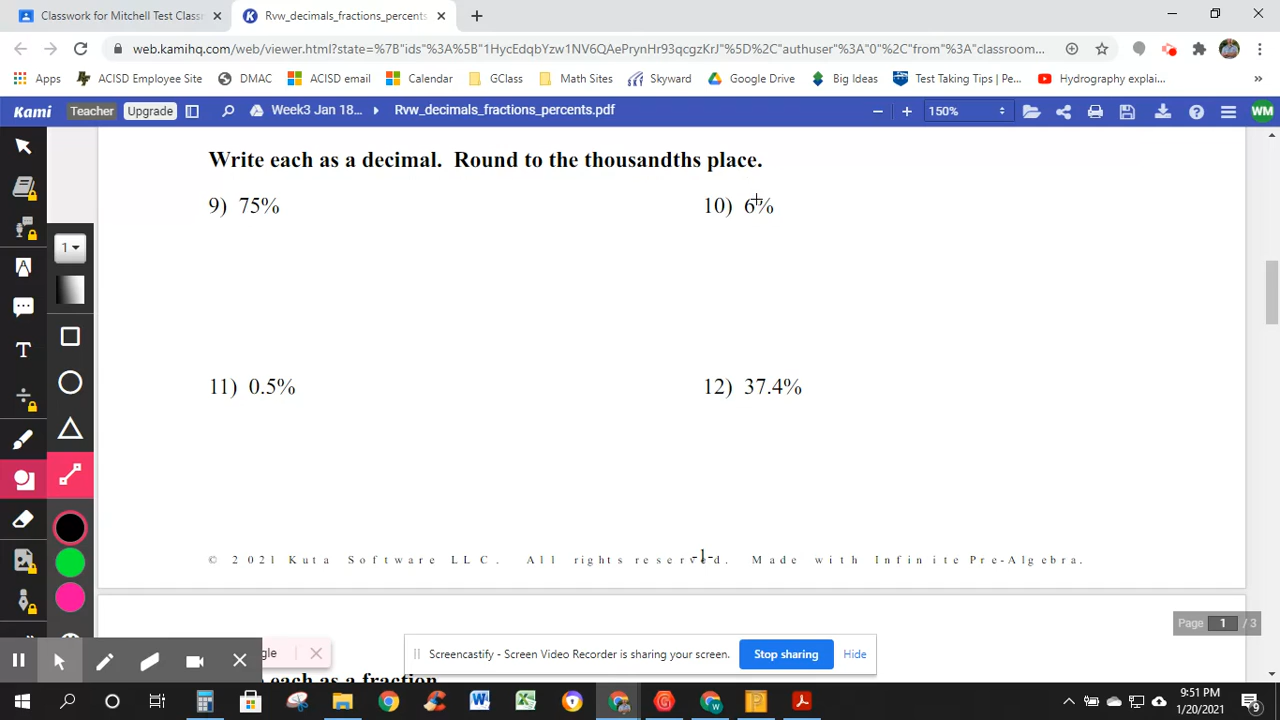 Classwork for Mitchell Test Classr
Rvw_decimals_fractions_percents
web.kamihq.com/web/viewer.html?state=%7B"ids"%3A%5B"1HycEdqbYzw1NV6QAePrynHr93qcgzKrJ"%5D%2C"authuser"%3A"0"%2C"from"%3A"classroom...
Apps ACISD Employee Site DMAC ACISD email Calendar GClass Math Sites Skyward Google Drive Big Ideas Test Taking Tips | Pe... Hydrography explai... »
Kami Teacher Upgrade Week3 Jan 18... Rvw_decimals_fractions_percents.pdf 150% WM
Write each as a decimal. Round to the thousandths place.
9) 75% 10) 6%
11) 0.5% 12) 37.4%
© 2021 Kuta Software LLC. All rights reserved. Made with Infinite Pre-Algebra.
-1-
Page 1 / 3
gle
Screencastify - Screen Video Recorder is sharing your screen. Stop sharing Hide
each as a fraction
9:51 PM
1/20/2021